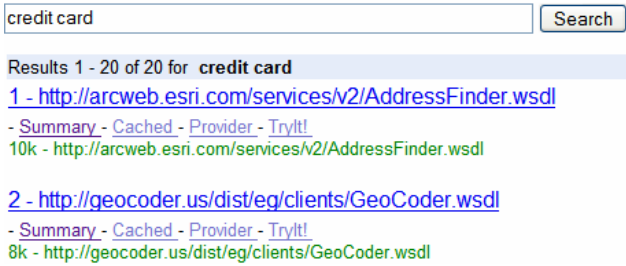 credit card Search
Results 1 - 20 of 20 for credit card
1 - http://arcweb.esri.com/services/v2/AddressFinder.wsdl
- Summary - Cached - Provider - TryIt!
10k - http://arcweb.esri.com/services/v2/AddressFinder.wsdl
2 - http://geocoder.us/dist/eg/clients/GeoCoder.wsdl
- Summary - Cached - Provider - TryIt!
8k - http://geocoder.us/dist/eg/clients/GeoCoder.wsdl